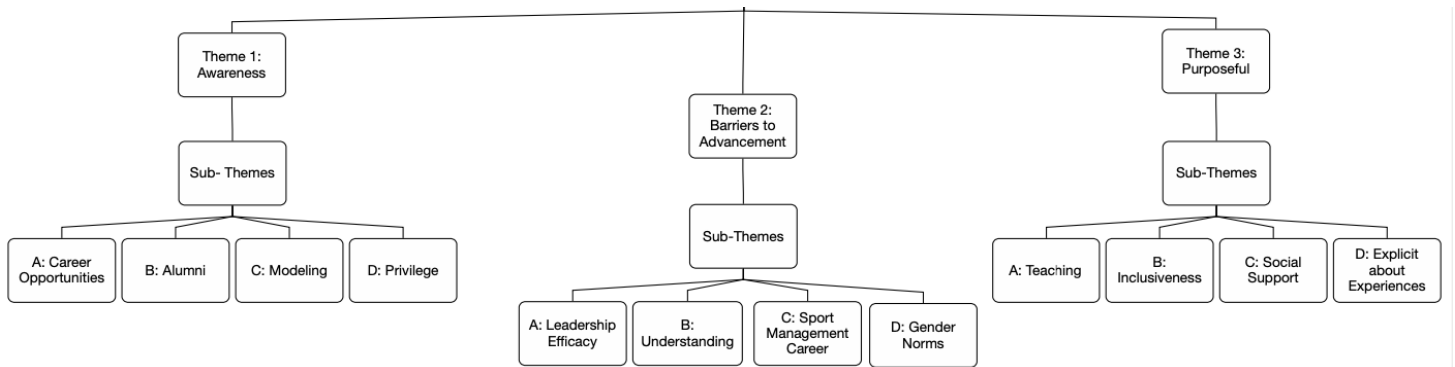 Theme 1:
Awareness
Sub- Themes
A: Career
Opportunities
B: Alumni
C: Modeling
D: Privilege
Theme 2:
Barriers to
Advancement
Sub-Themes
A: Leadership
Efficacy
B:
Understanding
C: Sport
Management
Career
D: Gender
Norms
Theme 3:
Purposeful
Sub-Themes
A: Teaching
B:
Inclusiveness
C: Social
Support
D: Explicit
about
Experiences